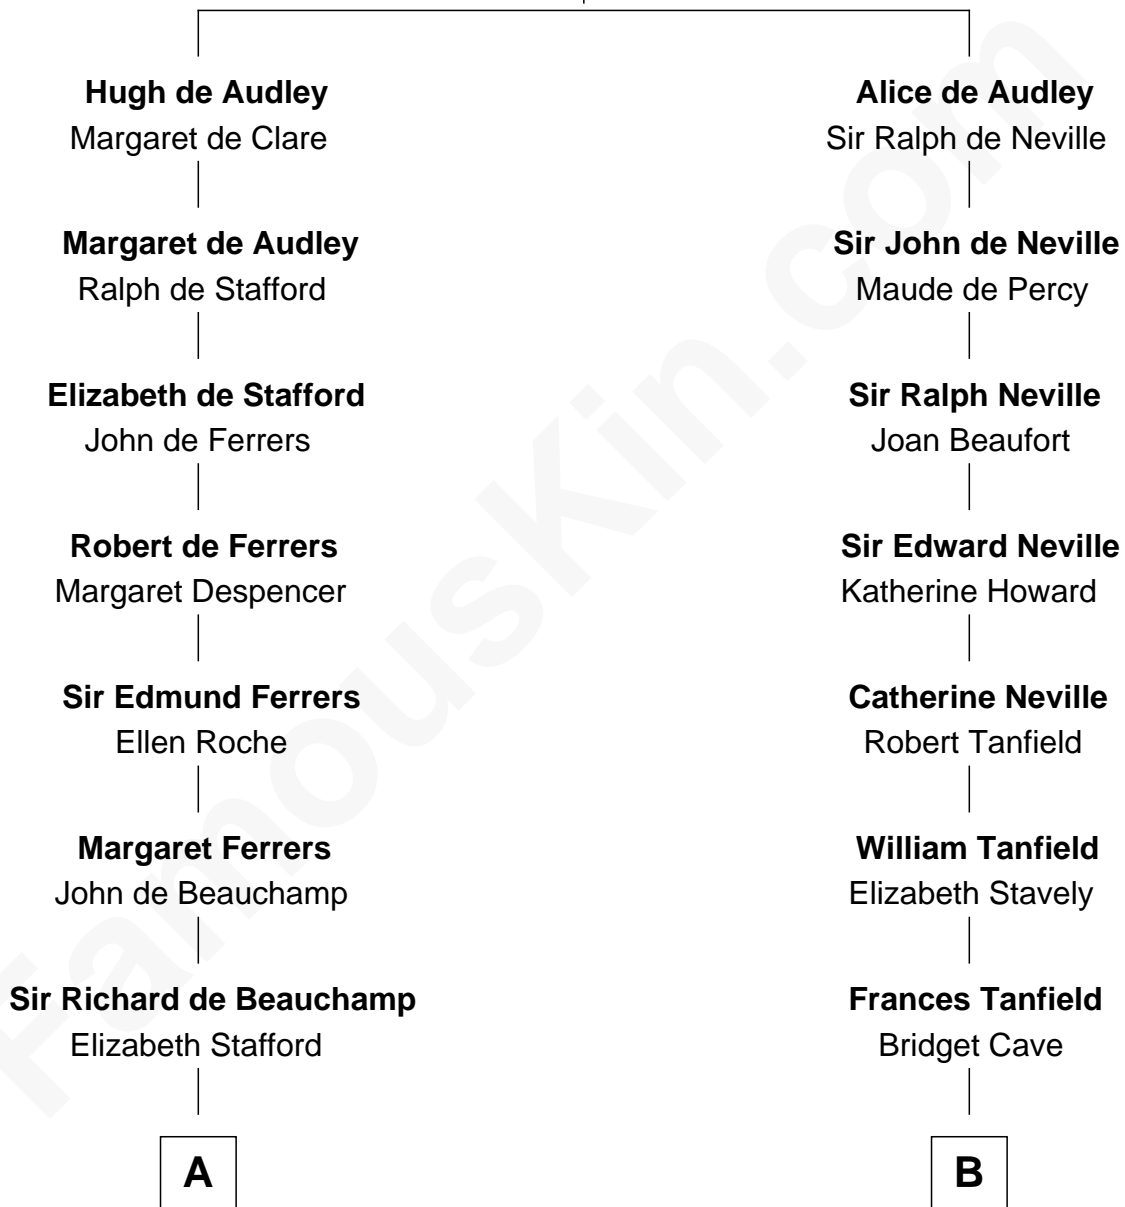 Hugh de Audley
Margaret de Clare
Margaret de Audley
Ralph de Stafford
Elizabeth de Stafford
John de Ferrers
Robert de Ferrers
Margaret Despencer
Sir Edmund Ferrers
Ellen Roche
Margaret Ferrers
John de Beauchamp
Sir Richard de Beauchamp
Elizabeth Stafford
A
Alice de Audley
Sir Ralph de Neville
Sir John de Neville
Maude de Percy
Sir Ralph Neville
Joan Beaufort
Sir Edward Neville
Katherine Howard
Catherine Neville
Robert Tanfield
William Tanfield
Elizabeth Stavely
Frances Tanfield
Bridget Cave
B
FamousKin.com